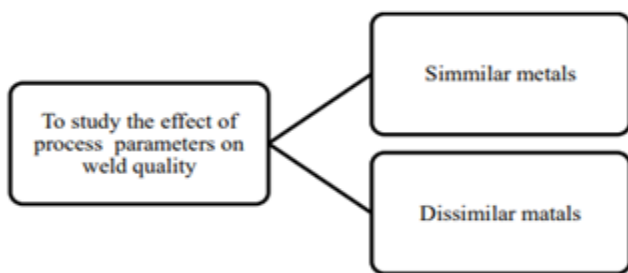 To study the effect of
process parameters on
weld quality
Simmilar metals
Dissimilar matals